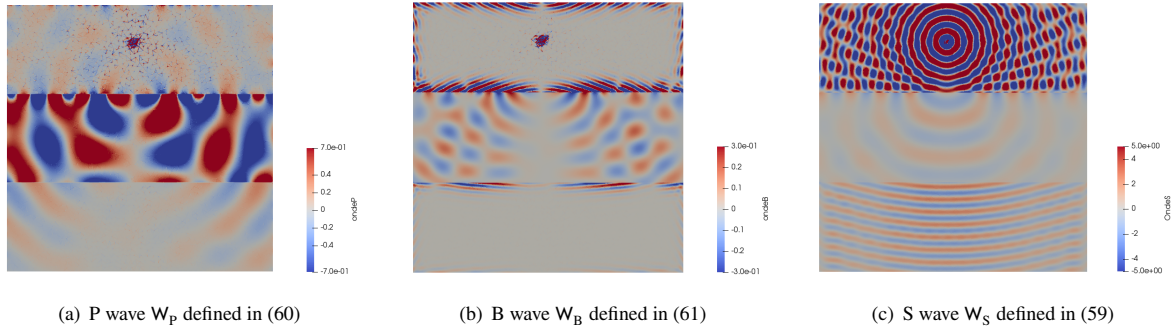 7.0e-01
0.4
0.2
0
-0.2
-0.4
-7.0e-01
ondeP
3.0e-01
0.2
0.1
0
-0.1
-0.2
-3.0e-01
ondeB
5.0e+00
4
2
0
-2
-4
-5.0e+00
OndeS
(a) P wave W_P defined in (60)
(b) B wave W_B defined in (61)
(c) S wave W_S defined in (59)